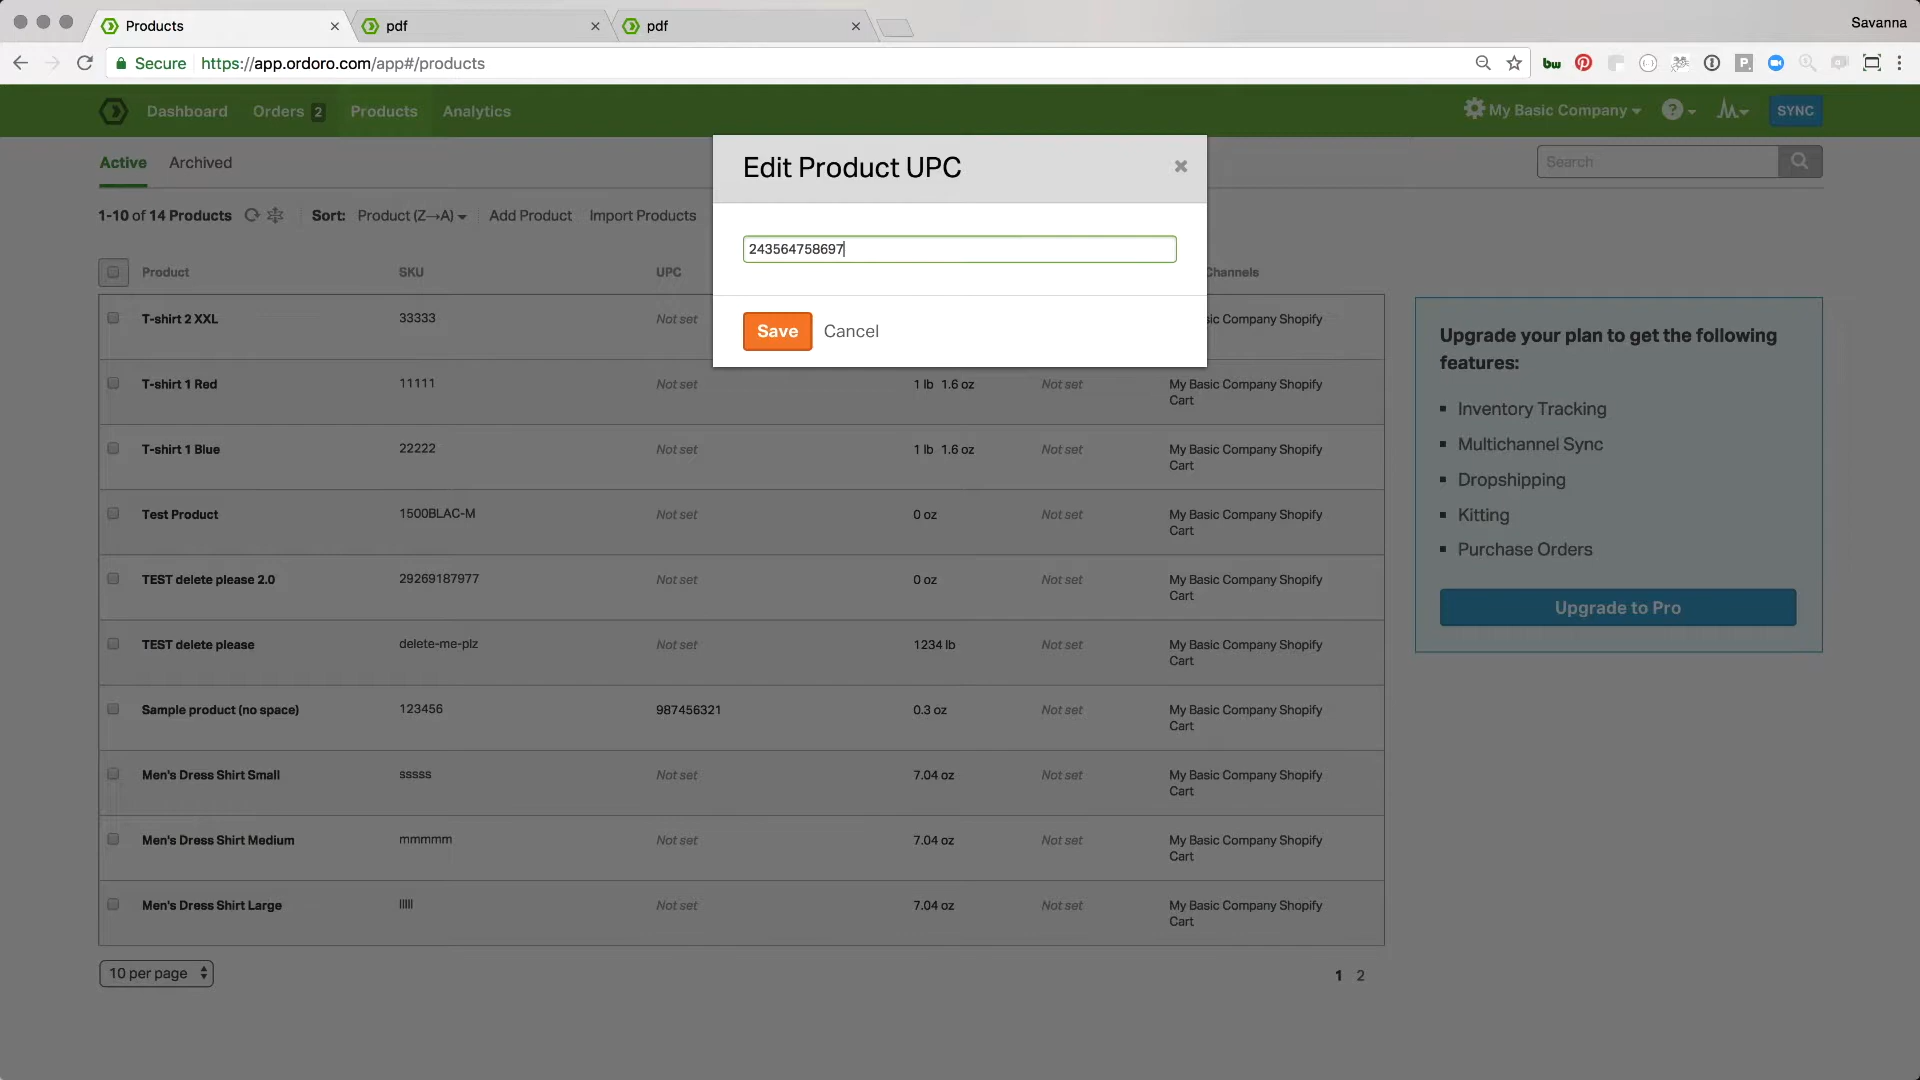 Products
pdf
pdf
Savanna
Secure https://app.ordoro.com/app#/products
bw
P
Dashboard Orders 2 Products Analytics
My Basic Company ? SYNC
Active Archived
Search
1-10 of 14 Products Sort: Product (Z→A) Add Product Import Products
Edit Product UPC
243564758697
Save Cancel
Product SKU UPC Channels
T-shirt 2 XXL 33333 Not set sic Company Shopify
T-shirt 1 Red 11111 Not set 1 lb 1.6 oz Not set My Basic Company Shopify
Cart
T-shirt 1 Blue 22222 Not set 1 lb 1.6 oz Not set My Basic Company Shopify
Cart
Test Product 1500BLAC-M Not set 0 oz Not set My Basic Company Shopify
Cart
TEST delete please 2.0 29269187977 Not set 0 oz Not set My Basic Company Shopify
Cart
TEST delete please delete-me-plz Not set 1234 lb Not set My Basic Company Shopify
Cart
Sample product (no space) 123456 987456321 0.3 oz Not set My Basic Company Shopify
Cart
Men's Dress Shirt Small sssss Not set 7.04 oz Not set My Basic Company Shopify
Cart
Men's Dress Shirt Medium mmmmm Not set 7.04 oz Not set My Basic Company Shopify
Cart
Men's Dress Shirt Large lllll Not set 7.04 oz Not set My Basic Company Shopify
Cart
10 per page
1 2
Upgrade your plan to get the following
features:
Inventory Tracking
Multichannel Sync
Dropshipping
Kitting
Purchase Orders
Upgrade to Pro